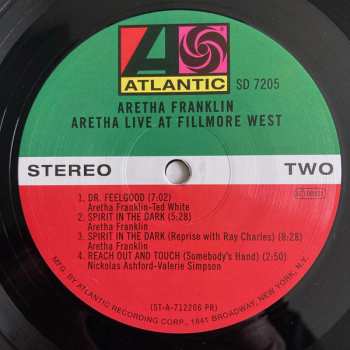 ATLANTIC SD 7205
ARETHA FRANKLIN
ARETHA LIVE AT FILLMORE WEST
STEREO TWO
1. DR. FEELGOOD (7:02)
Aretha Franklin-Ted White
2. SPIRIT IN THE DARK (5:28)
Aretha Franklin
3. SPIRIT IN THE DARK (Reprise with Ray Charles) (8:28)
Aretha Franklin
4. REACH OUT AND TOUCH (Somebody's Hand) (2:50)
Nickolas Ashford-Valerie Simpson
(ST-A-712206 PR)
MFG. BY ATLANTIC RECORDING CORP., 1841 BROADWAY, NEW YORK, N.Y.